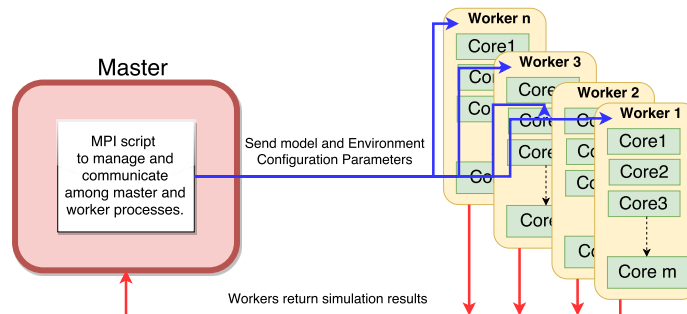 Master
MPI script
to manage and
communicate
among master and
worker processes.
Send model and Environment
Configuration Parameters
Workers return simulation results
Worker n
Core1
Worker 3
Worker 2
Worker 1
Core1
Core2
Core3
Core m